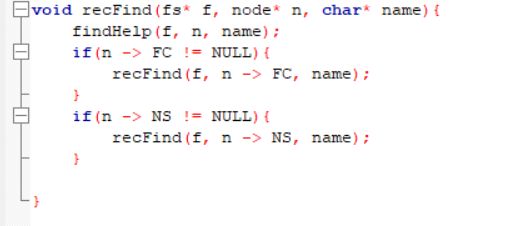 void recFind(fs* f, node* n, char* name){
findHelp(f, n, name);
if(n -> FC != NULL){
recFind(f, n -> FC, name);
}
if(n -> NS != NULL){
recFind(f, n -> NS, name);
}
}